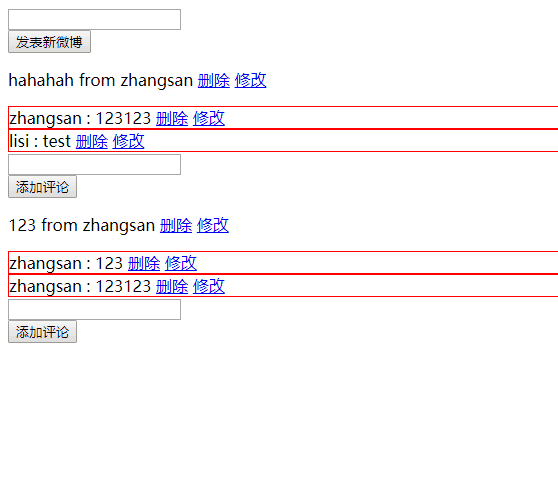 发表新微博
hahahah from zhangsan 删除 修改
zhangsan : 123123 删除 修改
lisi : test 删除 修改
添加评论
123 from zhangsan 删除 修改
zhangsan : 123 删除 修改
zhangsan : 123123 删除 修改
添加评论